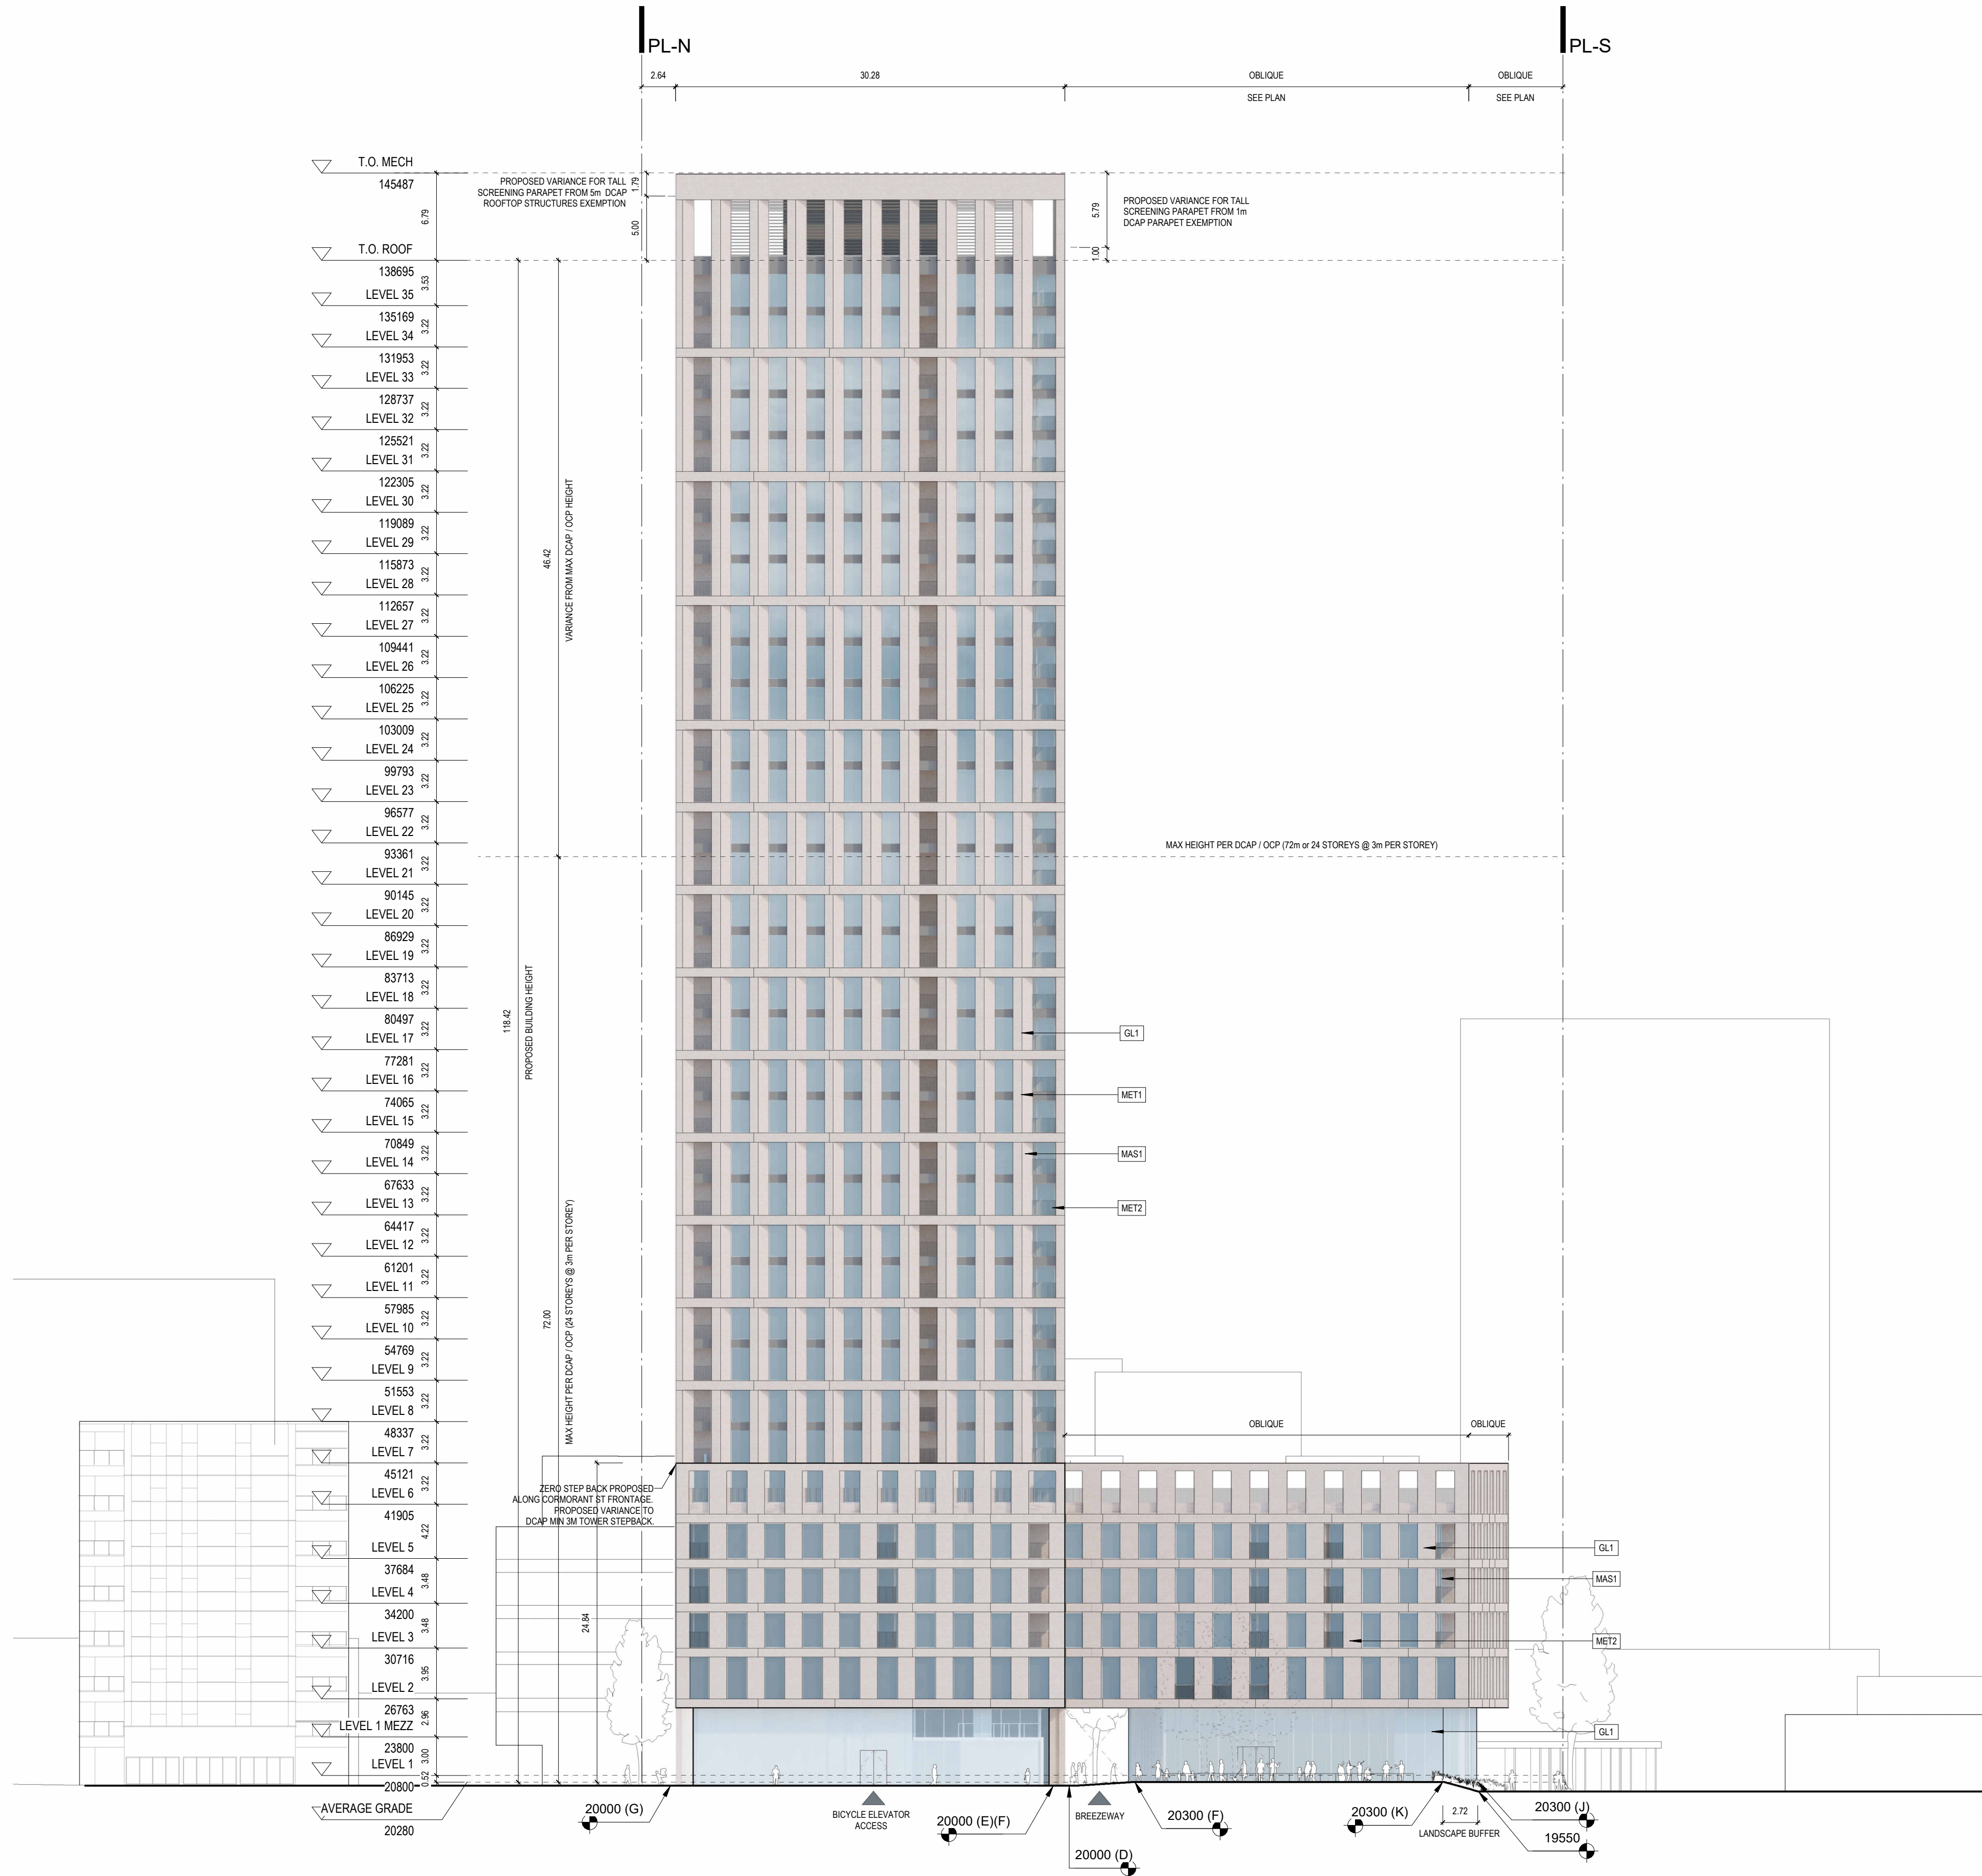 PL-N
PL-S
2.64
30.28
OBLIQUE
SEE PLAN
OBLIQUE
SEE PLAN
T.O. MECH
145487
6.79
T.O. ROOF
138695
3.53
LEVEL 35
135169
3.22
LEVEL 34
131953
3.22
LEVEL 33
128737
3.22
LEVEL 32
125521
3.22
LEVEL 31
122305
3.22
LEVEL 30
119089
3.22
LEVEL 29
115873
3.22
LEVEL 28
112657
3.22
LEVEL 27
109441
3.22
LEVEL 26
106225
3.22
LEVEL 25
103009
3.22
LEVEL 24
99793
3.22
LEVEL 23
96577
3.22
LEVEL 22
93361
3.22
LEVEL 21
90145
3.22
LEVEL 20
86929
3.22
LEVEL 19
83713
3.22
LEVEL 18
80497
3.22
LEVEL 17
77281
3.22
LEVEL 16
74065
3.22
LEVEL 15
70849
3.22
LEVEL 14
67633
3.22
LEVEL 13
64417
3.22
LEVEL 12
61201
3.22
LEVEL 11
57985
3.22
LEVEL 10
54769
3.22
LEVEL 9
51553
3.22
LEVEL 8
48337
3.22
LEVEL 7
45121
3.22
LEVEL 6
41905
4.22
LEVEL 5
37684
3.48
LEVEL 4
34200
3.48
LEVEL 3
30716
3.95
LEVEL 2
26763
2.96
LEVEL 1 MEZZ
23800
3.00
LEVEL 1
20800
0.52
AVERAGE GRADE
20280
PROPOSED VARIANCE FOR TALL
SCREENING PARAPET FROM 5m DCAP
ROOFTOP STRUCTURES EXEMPTION
1.79
5.00
5.79
1.00
PROPOSED VARIANCE FOR TALL
SCREENING PARAPET FROM 1m
DCAP PARAPET EXEMPTION
46.42
VARIANCE FROM MAX DCAP / OCP HEIGHT
118.42
PROPOSED BUILDING HEIGHT
72.00
MAX HEIGHT PER DCAP / OCP (24 STOREYS @ 3m PER STOREY)
MAX HEIGHT PER DCAP / OCP (72m or 24 STOREYS @ 3m PER STOREY)
GL1
MET1
MAS1
MET2
OBLIQUE
OBLIQUE
ZERO STEP BACK PROPOSED
ALONG CORMORANT ST FRONTAGE.
PROPOSED VARIANCE TO
DCAP MIN 3M TOWER STEPBACK.
24.84
GL1
MAS1
MET2
GL1
20000 (G)
BICYCLE ELEVATOR
ACCESS
20000 (E)(F)
BREEZEWAY
20000 (D)
20300 (F)
20300 (K)
2.72
LANDSCAPE BUFFER
20300 (J)
19550